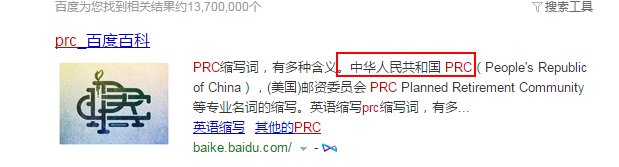 百度为您找到相关结果约13,700,000个 搜索工具
prc_百度百科
PRC缩写词，有多种含义。中华人民共和国 PRC（ People's Republic
of China ），(美国)邮资委员会 PRC Planned Retirement Community
等专业名词的缩写。英语缩写prc缩写词，有多...
英语缩写 其他的PRC
baike.baidu.com/ -